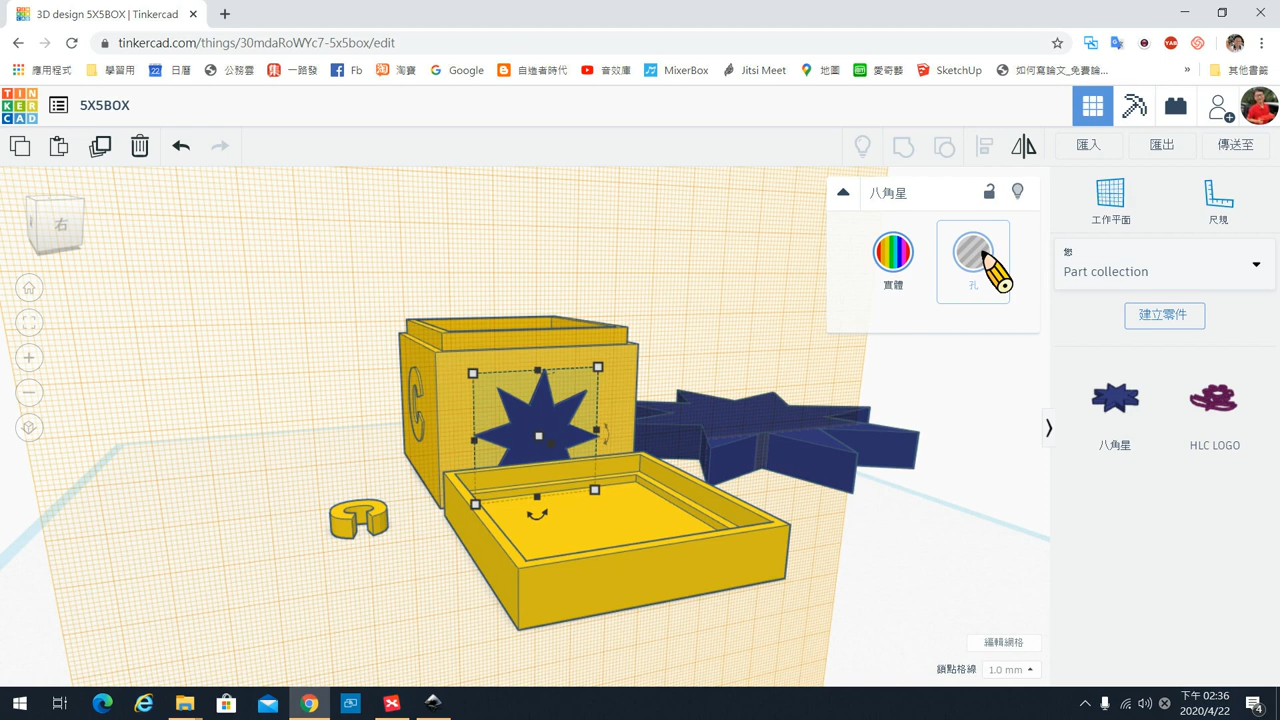 3D design 5X5BOX | Tinkercad
tinkercad.com/things/30mdaRoWYc7-5x5box/edit
應用程式 學習用 22 日曆 公務雲 集 一路發 Fb 淘 淘寶 Google 自造者時代 音效庫 MixerBox Jitsi Meet 地圖 愛奇藝 SketchUp 如何寫論文_免費論... » 其他書籤
TINKERCAD 5X5BOX
匯入 匯出 傳送至
右
八角星
實體 孔
工作平面 尺規
您
Part collection
建立零件
八角星 HLC LOGO
編輯網格
鎖點格線 1.0 mm
下午 02:36
2020/4/22
4